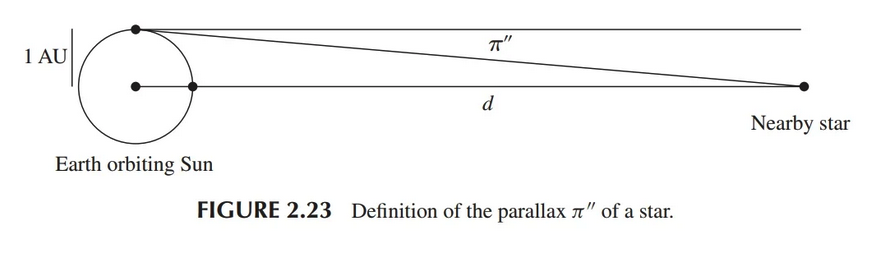 π″
1 AU
d
Nearby star
Earth orbiting Sun
FIGURE 2.23 Definition of the parallax π″ of a star.